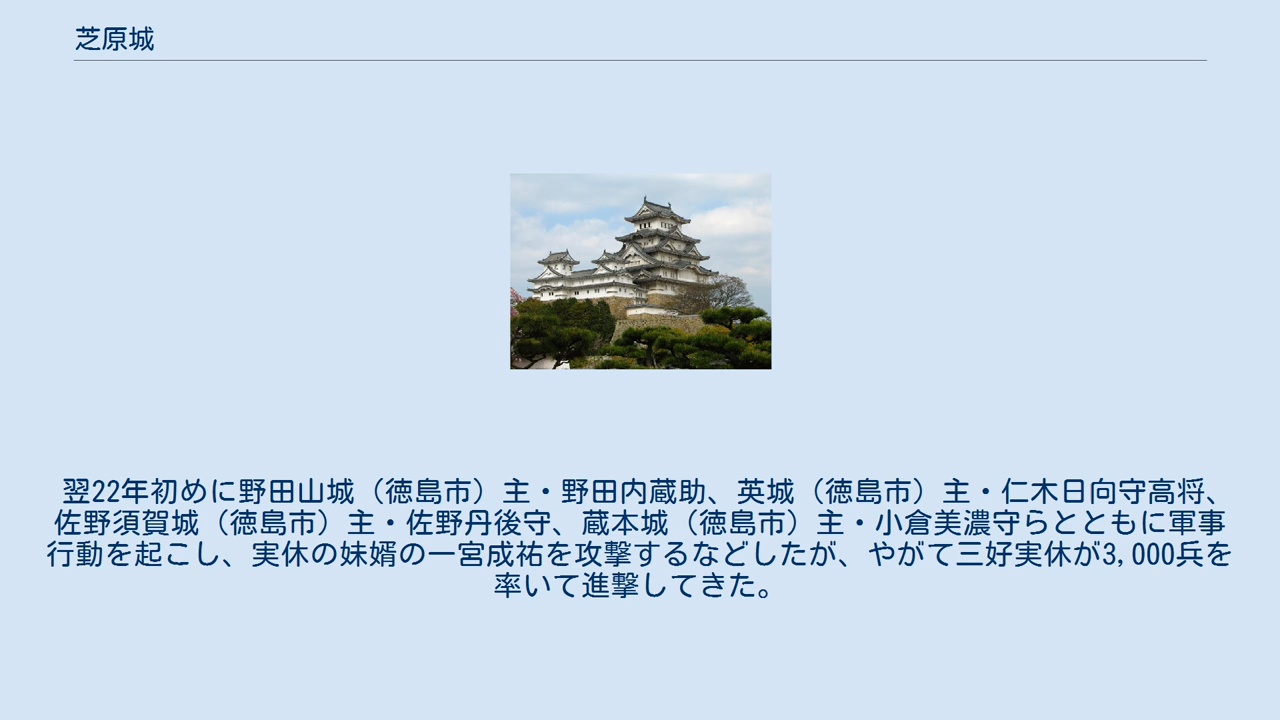 芝原城
翌22年初めに野田山城（徳島市）主・野田内蔵助、英城（徳島市）主・仁木日向守高将、
佐野須賀城（徳島市）主・佐野丹後守、蔵本城（徳島市）主・小倉美濃守らとともに軍事
行動を起こし、実休の妹婿の一宮成祐を攻撃するなどしたが、やがて三好実休が3,000兵を
率いて進撃してきた。